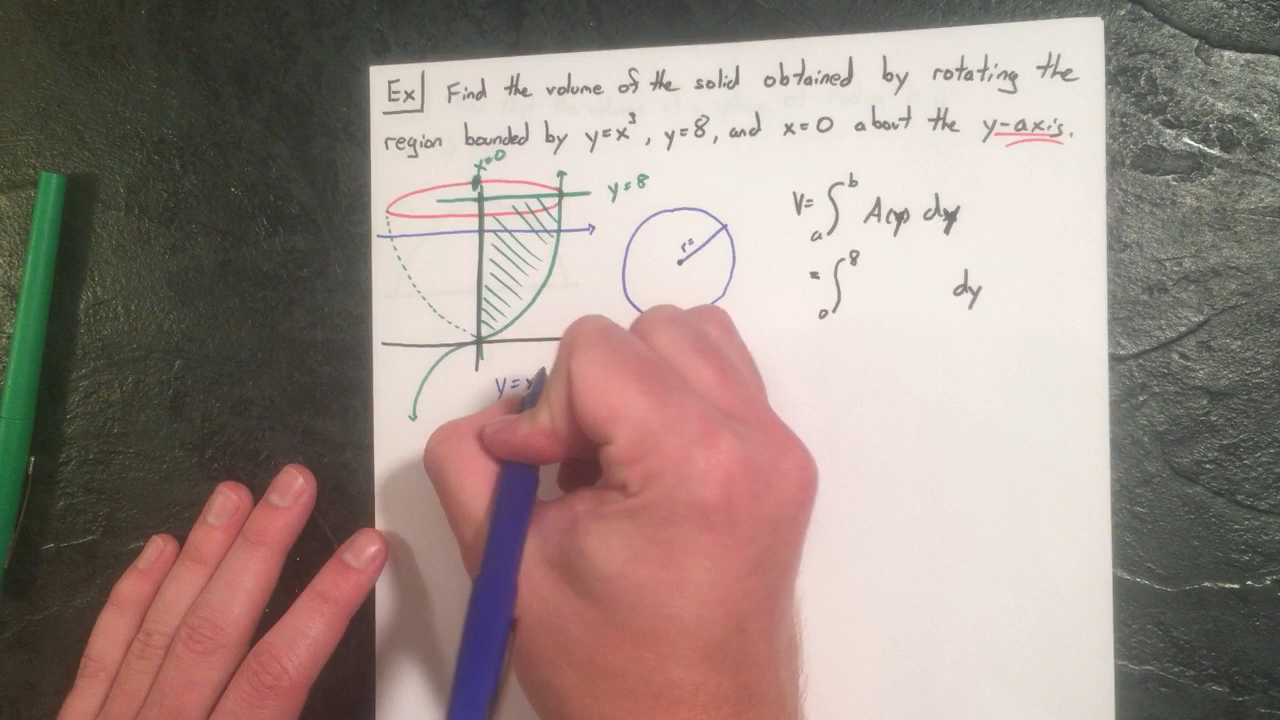 Ex Find the volume of the solid obtained by rotating the
region bounded by y=x³, y=8, and x=0 about the y-axis.
x=0
y=8
r=
V= ∫ₐᵇ A(y) dy
= ∫₀⁸ dy
y=x